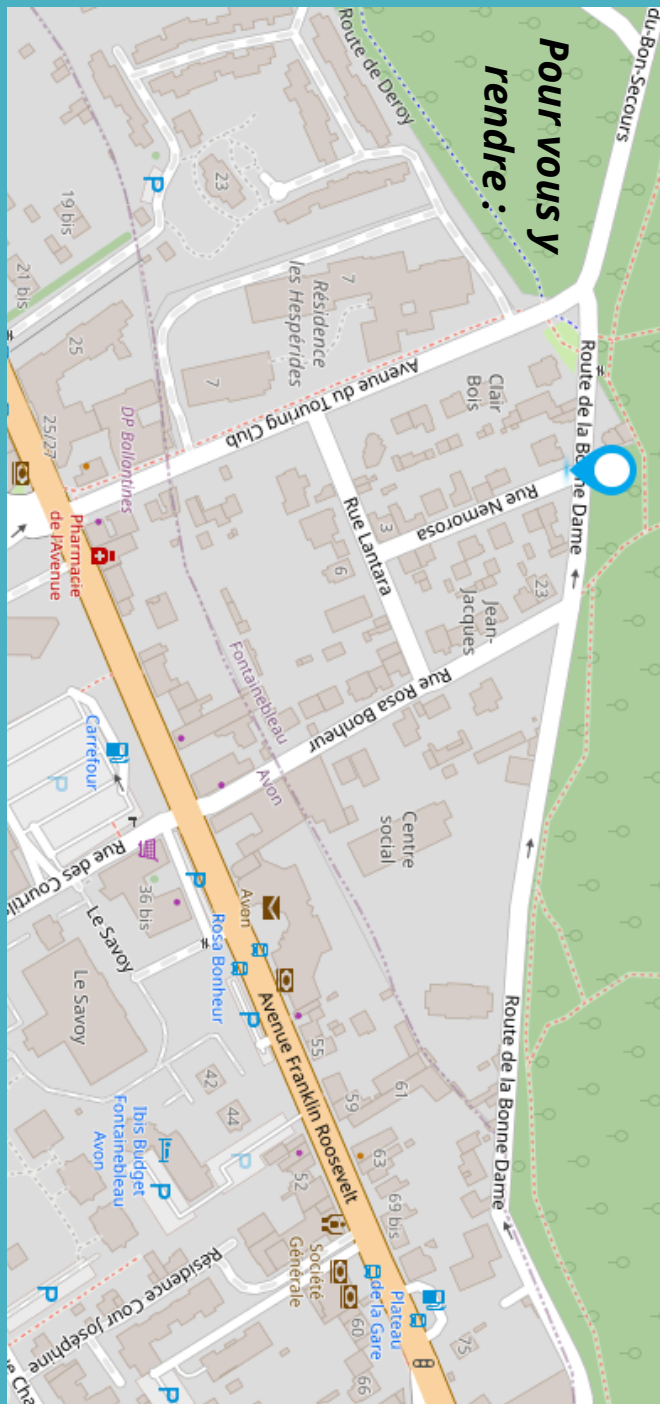 Pour vous y
rendre :
du-Bon-Secours
Route de Deroy
23
P
19 bis
21 bis
Résidence
les Hespérides
7
7
25
25/27
DP Ballantines
Avenue du Touring Club
Clair
Bois
Route de la Bonne Dame
Rue Nemorosa
3
Rue Lantara
6
23
Jean-
Jacques
Rue Rosa Bonheur
Pharmacie
de l'Avenue
Fontainebleau
Avon
Carrefour
P
Centre
social
Rue des Courtil
36 bis
P
Avon
Le Savoy
Le Savoy
Rosa Bonheur
P
Avenue Franklin Roosevelt
55
59
61
63
42
44
52
P
Ibis Budget
Fontainebleau
Avon
P
Route de la Bonne Dame
69 bis
Société
Générale
Plateau
de la Gare
60
75
66
Résidence Cour Joséphine
P
P
e Cha